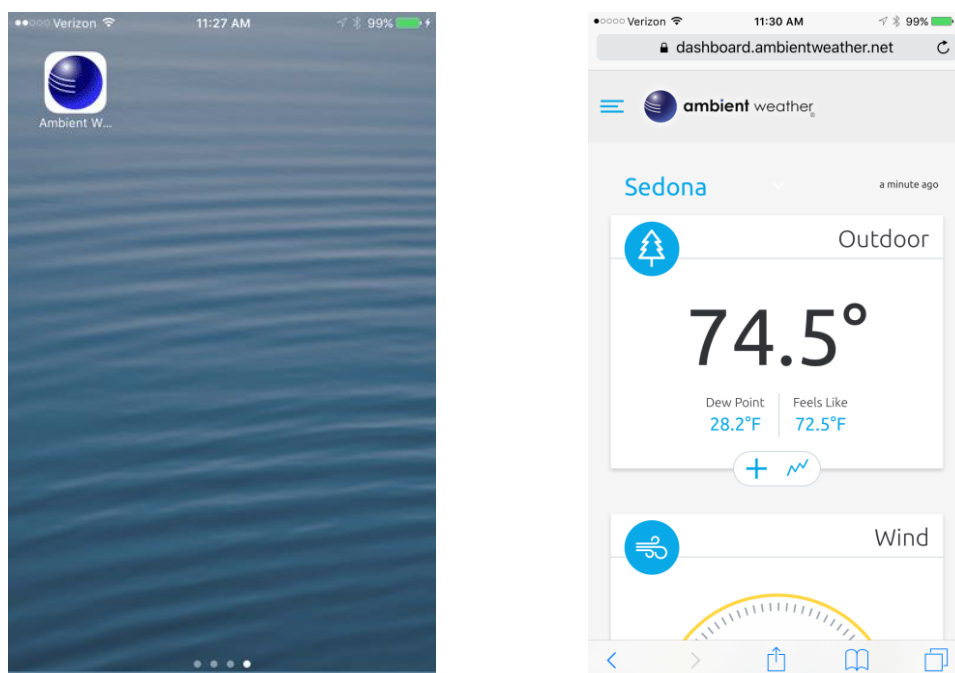 Verizon 11:27 AM 99%
Ambient W...
Verizon 11:30 AM 99%
dashboard.ambientweather.net
ambient weather®
Sedona a minute ago
Outdoor
74.5°
Dew Point Feels Like
28.2°F 72.5°F
Wind